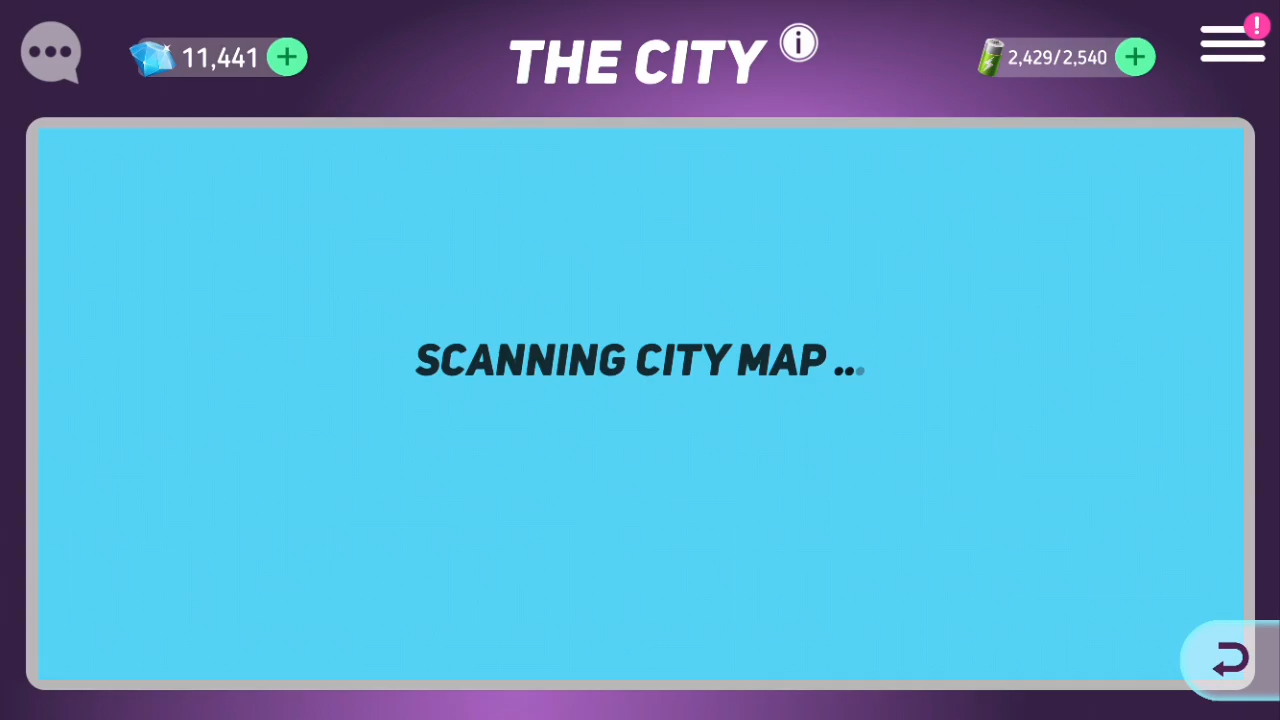 11,441
THE CITY
2,429/2,540
!
SCANNING CITY MAP ...